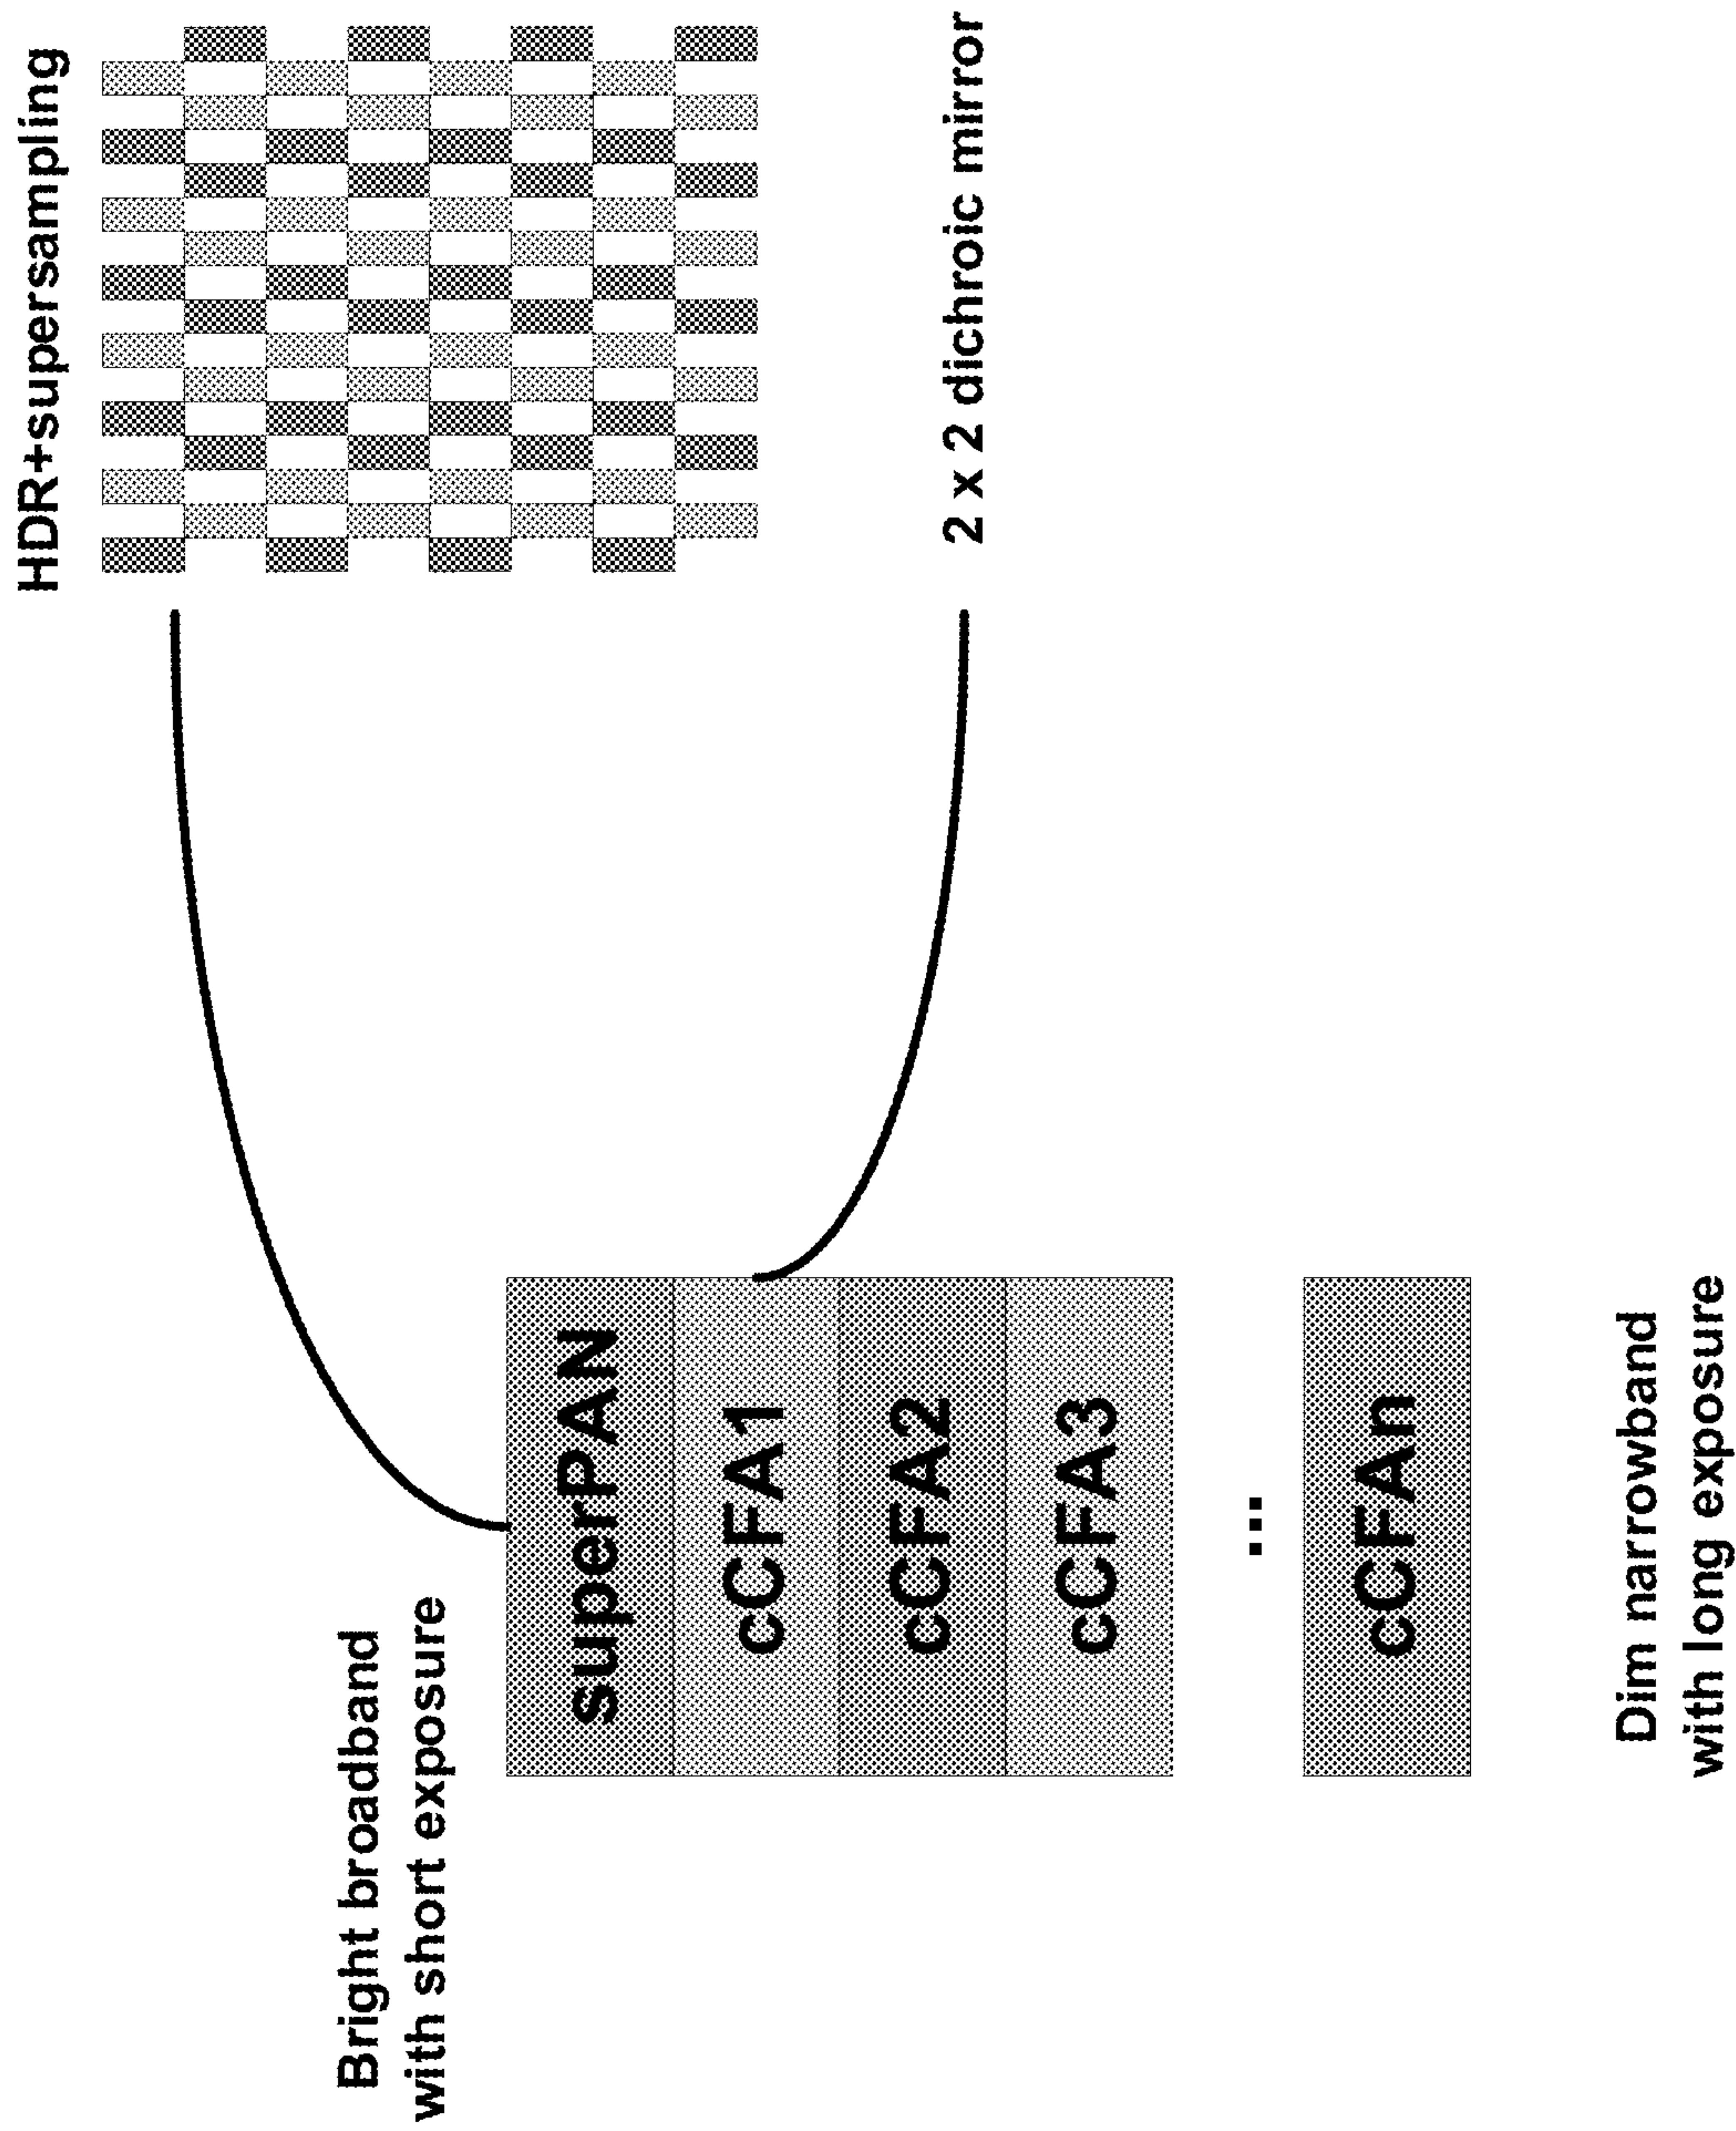 HDR+supersampling
2 x 2 dichroic mirror
Bright broadband
with short exposure
superPAN
cCFA1
cCFA2
cCFA3
...
cCFAn
Dim narrowband
with long exposure